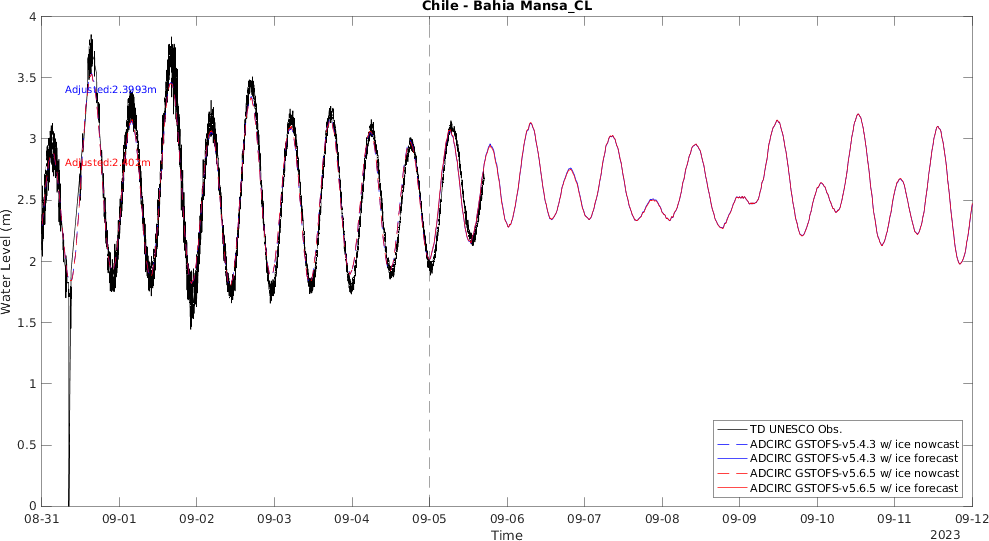 Chile - Bahia Mansa_CL
Water Level (m)
4
3.5
3
2.5
2
1.5
1
0.5
0
Adjusted:2.3993m
Adjusted:2.402m
TD UNESCO Obs.
ADCIRC GSTOFS-v5.4.3 w/ ice nowcast
ADCIRC GSTOFS-v5.4.3 w/ ice forecast
ADCIRC GSTOFS-v5.6.5 w/ ice nowcast
ADCIRC GSTOFS-v5.6.5 w/ ice forecast
08-31 09-01 09-02 09-03 09-04 09-05 09-06 09-07 09-08 09-09 09-10 09-11 09-12
Time
2023